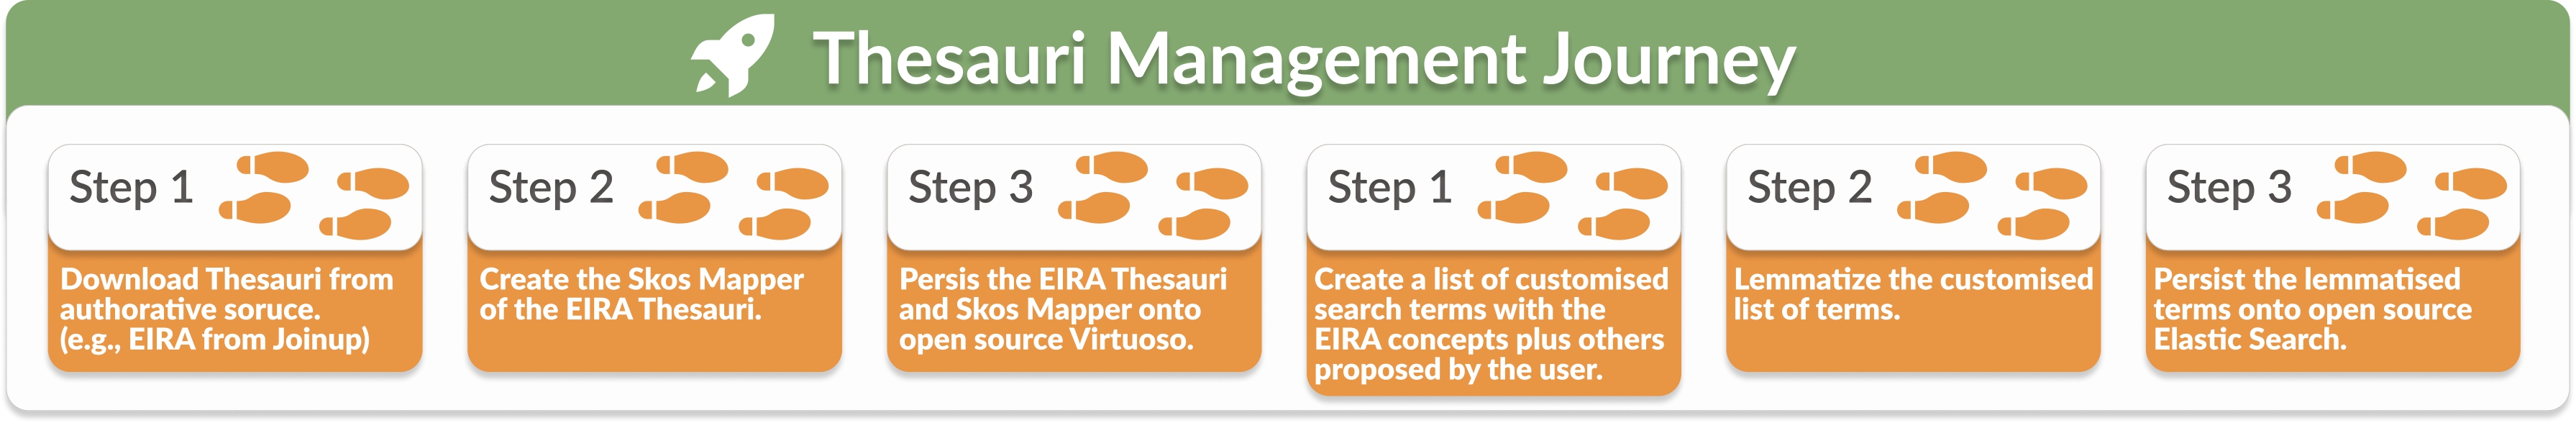 Thesauri Management Journey
Step 1
Download Thesauri from
authorative soruce.
(e.g., EIRA from Joinup)
Step 2
Create the Skos Mapper
of the EIRA Thesauri.
Step 3
Persis the EIRA Thesauri
and Skos Mapper onto
open source Virtuoso.
Step 1
Create a list of customised
search terms with the
EIRA concepts plus others
proposed by the user.
Step 2
Lemmatize the customised
list of terms.
Step 3
Persist the lemmatised
terms onto open source
Elastic Search.